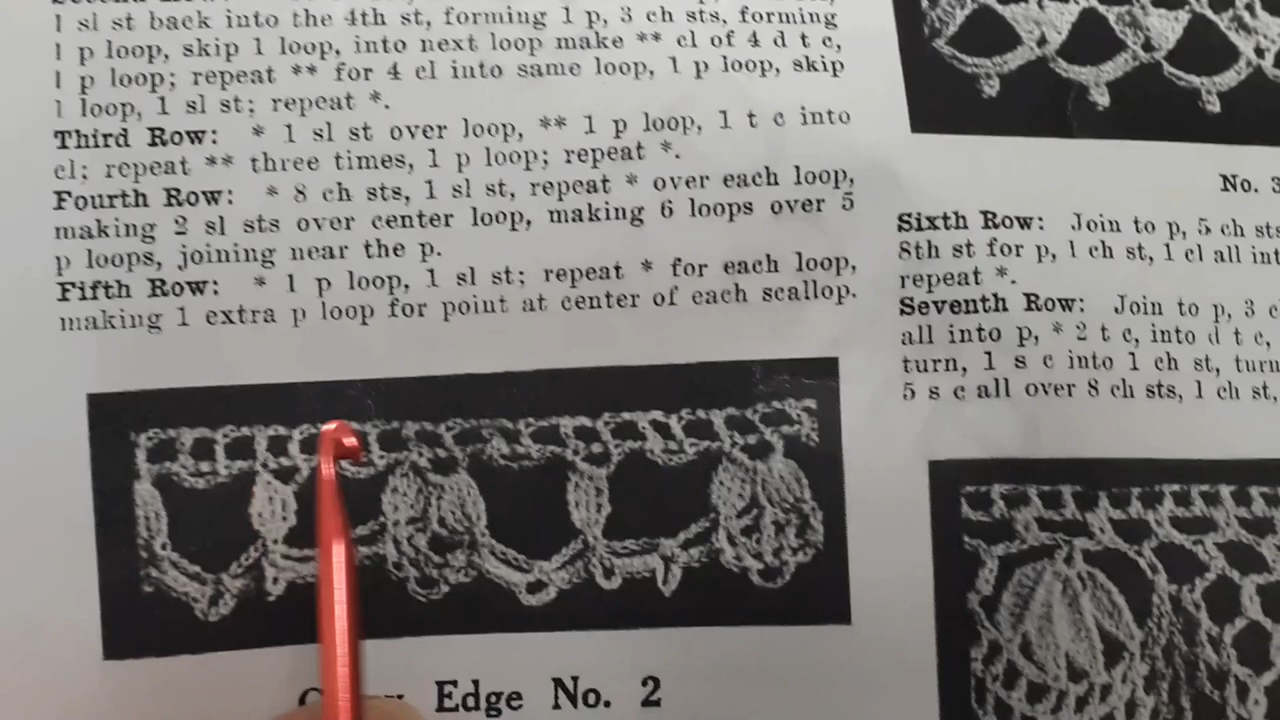 1 sl st back into the 4th st, forming 1 p, 3 ch sts, forming
1 p loop, skip 1 loop, into next loop make ** cl of 4 d t c,
1 p loop; repeat ** for 4 cl into same loop, 1 p loop, skip
1 loop, 1 sl st; repeat *.
Third Row: * 1 sl st over loop, ** 1 p loop, 1 t c into
cl; repeat ** three times, 1 p loop; repeat *.
Fourth Row: * 8 ch sts, 1 sl st, repeat * over each loop,
making 2 sl sts over center loop, making 6 loops over 5
p loops, joining near the p.
Fifth Row: * 1 p loop, 1 sl st; repeat * for each loop,
making 1 extra p loop for point at center of each scallop.
Edge No. 2
No. 3
Sixth Row: Join to p, 5 ch sts
8th st for p, 1 ch st, 1 cl all int
repeat *.
Seventh Row: Join to p, 3 c
all into p, * 2 t c, into d t c,
turn, 1 s c into 1 ch st, turn
5 s c all over 8 ch sts, 1 ch st,